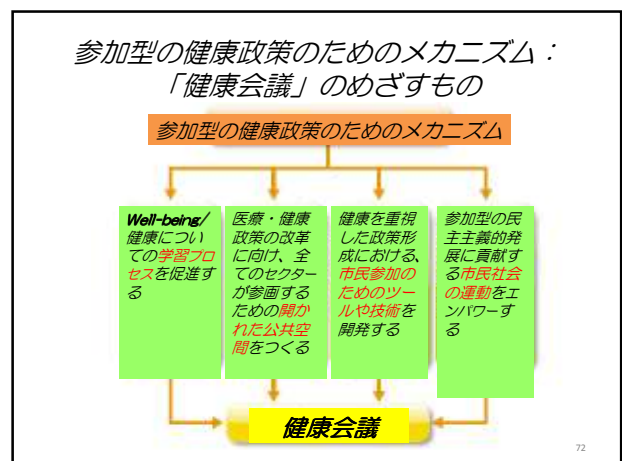 参加型の健康政策のためのメカニズム：
「健康会議」のめざすもの
参加型の健康政策のためのメカニズム
Well-being/
健康につい
ての学習プロ
セスを促進す
る
医療・健康
政策の改革
に向け、全
てのセクター
が参画する
ための開か
れた公共空
間をつくる
健康を重視
した政策形
成における、
市民参加の
ためのツー
ルや技術を
開発する
参加型の民
主主義的発
展に貢献す
る市民社会
の運動をエ
ンパワーす
る
健康会議
72